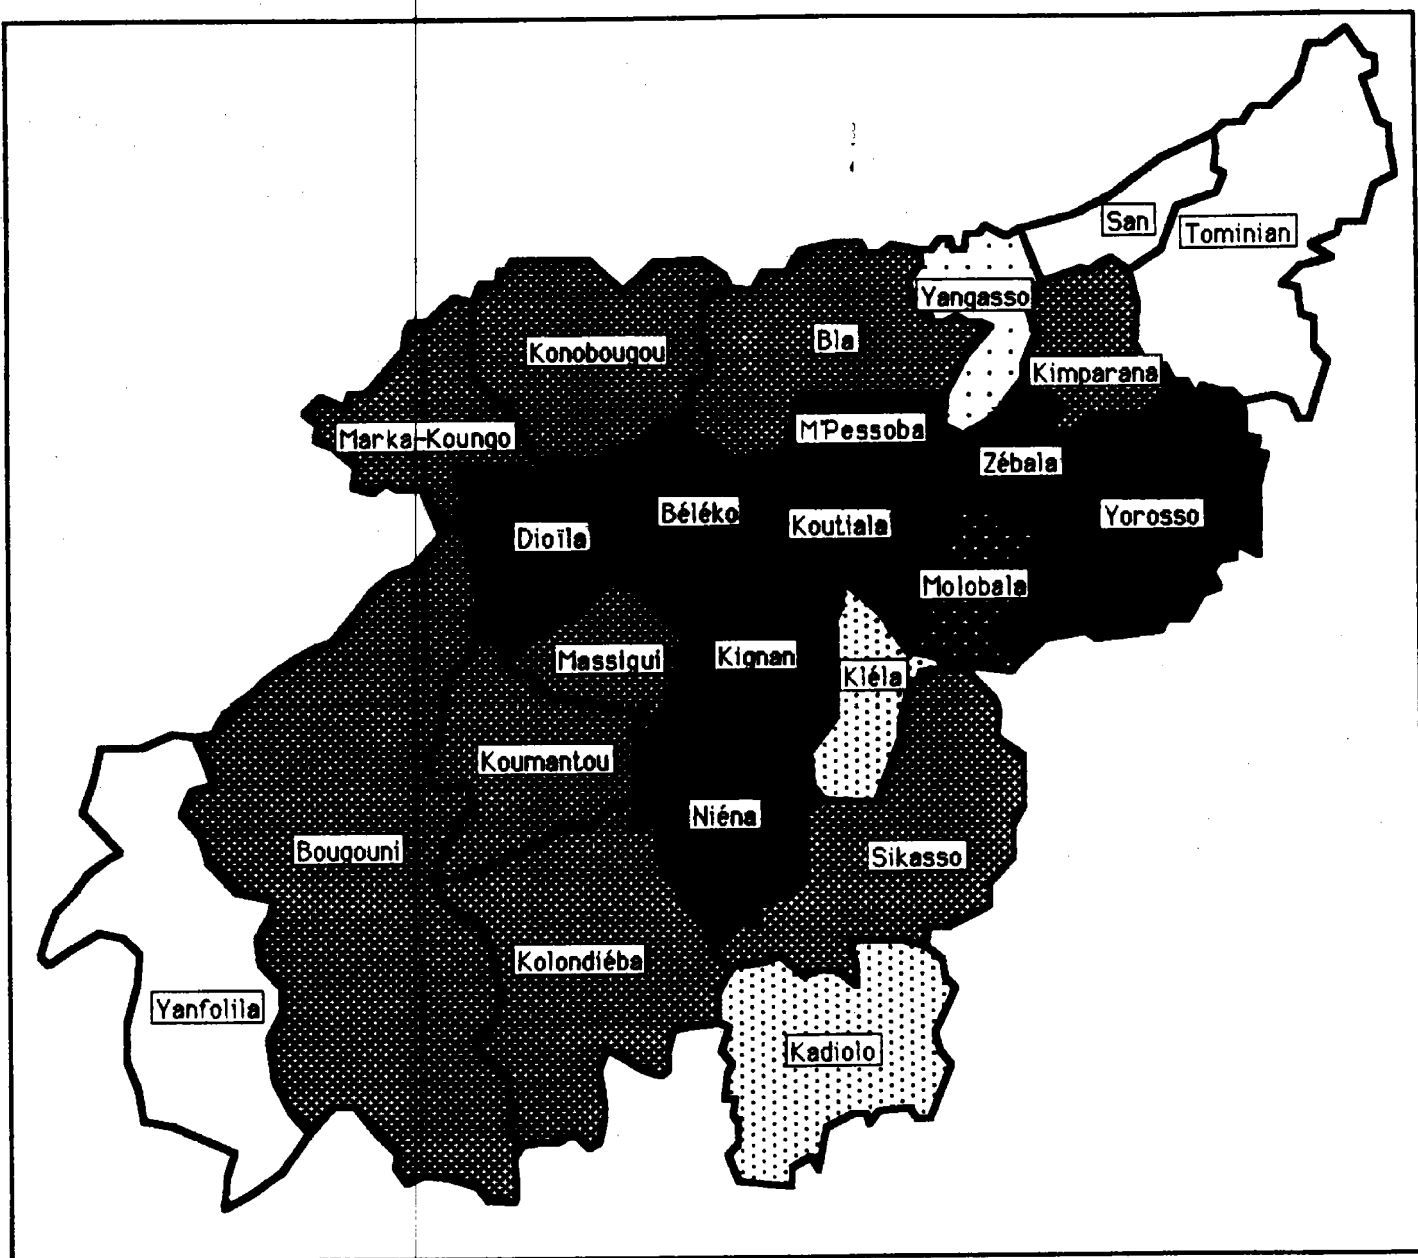 San
Tominian
Yangasso
Bla
Konobougou
Kimparana
M'Pessoba
Marka-Koungo
Zébala
Béléko
Yorosso
Koutiala
Dioïla
Molobala
Kignan
Massigui
Kléla
Koumantou
Niéna
Bougouni
Sikasso
Kolondiéba
Yanfolila
Kadiolo